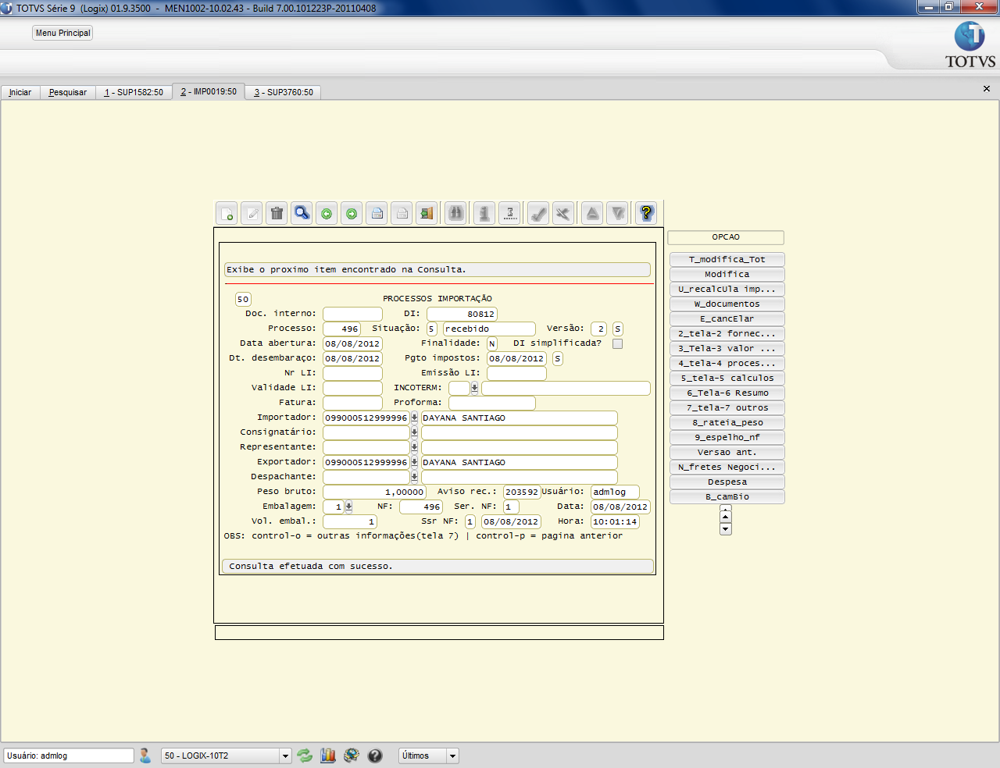 TOTVS Série 9  (Logix) 01.9.3500  -  MEN1002-10.02.43 - Build 7.00.101223P-20110408
Menu Principal
TOTVS
Iniciar Pesquisar 1 - SUP1582:50 2 - IMP0019:50 3 - SUP3760:50
OPCAO
T_modifica_Tot
Modifica
U_recalcUla imp...
W_documentos
E_cancElar
2_tela-2 fornec...
3_Tela-3 valor ...
4_tela-4 proces...
5_tela-5 calculos
6_Tela-6 Resumo
7_tela-7 outros
8_rateia_peso
9_espelho_nf
Versao ant.
N_fretes Negoci...
Despesa
B_camBio
Exibe o proximo item encontrado na Consulta.
50 PROCESSOS IMPORTAÇÃO
Doc. interno: DI: 80812
Processo: 496 Situação: 5 recebido Versão: 2 S
Data abertura: 08/08/2012 Finalidade: N DI simplificada?
Dt. desembaraço: 08/08/2012 Pgto impostos: 08/08/2012 S
Nr LI: Emissão LI:
Validade LI: INCOTERM:
Fatura: Proforma:
Importador: 099000512999996 DAYANA SANTIAGO
Consignatário:
Representante:
Exportador: 099000512999996 DAYANA SANTIAGO
Despachante:
Peso bruto: 1,00000 Aviso rec.: 203592 Usuário: admlog
Embalagem: 1 NF: 496 Ser. NF: 1 Data: 08/08/2012
Vol. embal.: 1 Ssr NF: 1 08/08/2012 Hora: 10:01:14
OBS: control-o = outras informações(tela 7) | control-p = pagina anterior
Consulta efetuada com sucesso.
Usuário: admlog 50 - LOGIX-10T2 Últimos